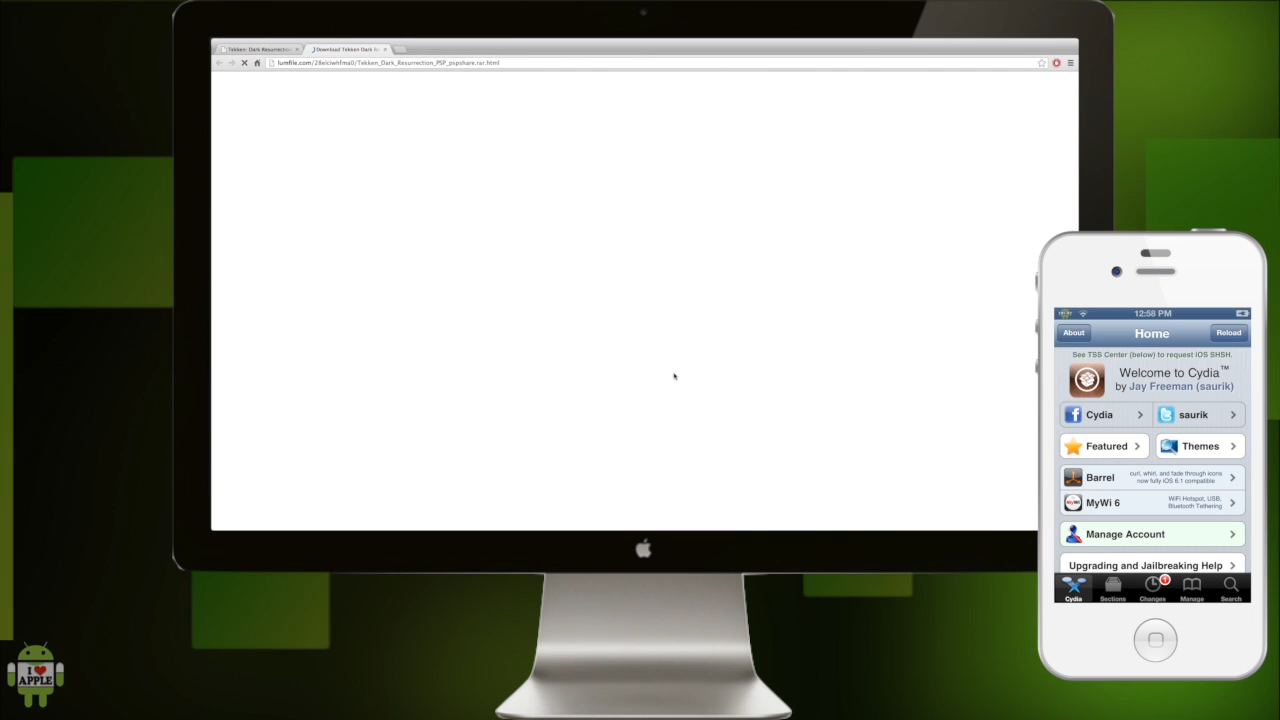 Tekken: Dark Resurrection
Download Tekken Dark Re
lumfile.com/28elciwhfma0/Tekken_Dark_Resurrection_PSP_pspshare.rar.html
12:58 PM
About
Home
Reload
See TSS Center (below) to request iOS SHSH.
Welcome to Cydia™
by Jay Freeman (saurik)
Cydia
saurik
Featured
Themes
Barrel
curl, whirl, and fade through icons
now fully iOS 6.1 compatible
MyWi 6
WiFi Hotspot, USB,
Bluetooth Tethering
Manage Account
Upgrading and Jailbreaking Help
1
Cydia
Sections
Changes
Manage
Search
I
APPLE